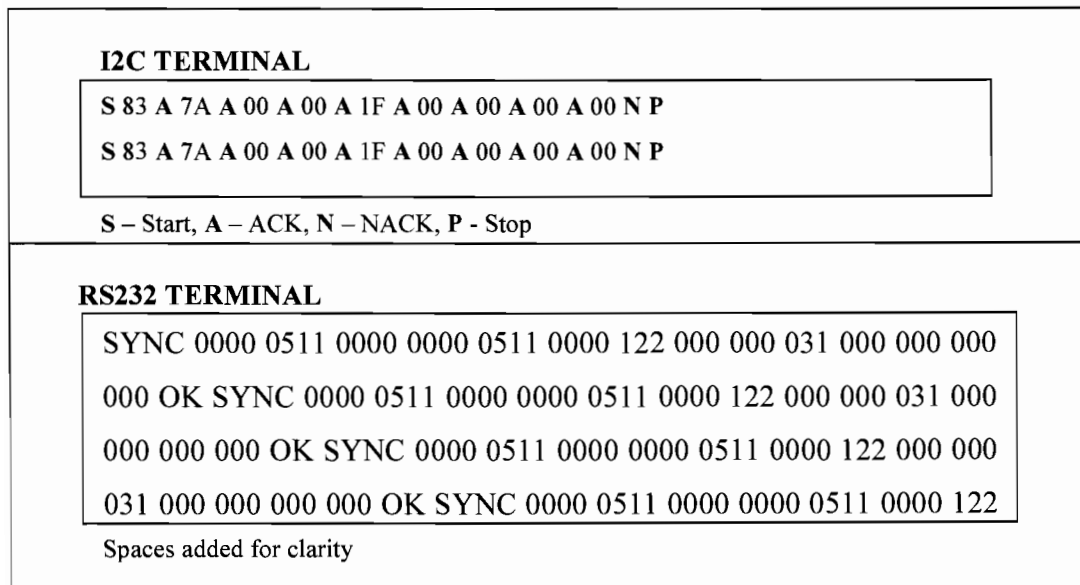 I2C TERMINAL
S 83 A 7A A 00 A 00 A 1F A 00 A 00 A 00 A 00 N P
S 83 A 7A A 00 A 00 A 1F A 00 A 00 A 00 A 00 N P
S – Start, A – ACK, N – NACK, P - Stop
RS232 TERMINAL
SYNC 0000 0511 0000 0000 0511 0000 122 000 000 031 000 000 000
000 OK SYNC 0000 0511 0000 0000 0511 0000 122 000 000 031 000
000 000 000 OK SYNC 0000 0511 0000 0000 0511 0000 122 000 000
031 000 000 000 000 OK SYNC 0000 0511 0000 0000 0511 0000 122
Spaces added for clarity